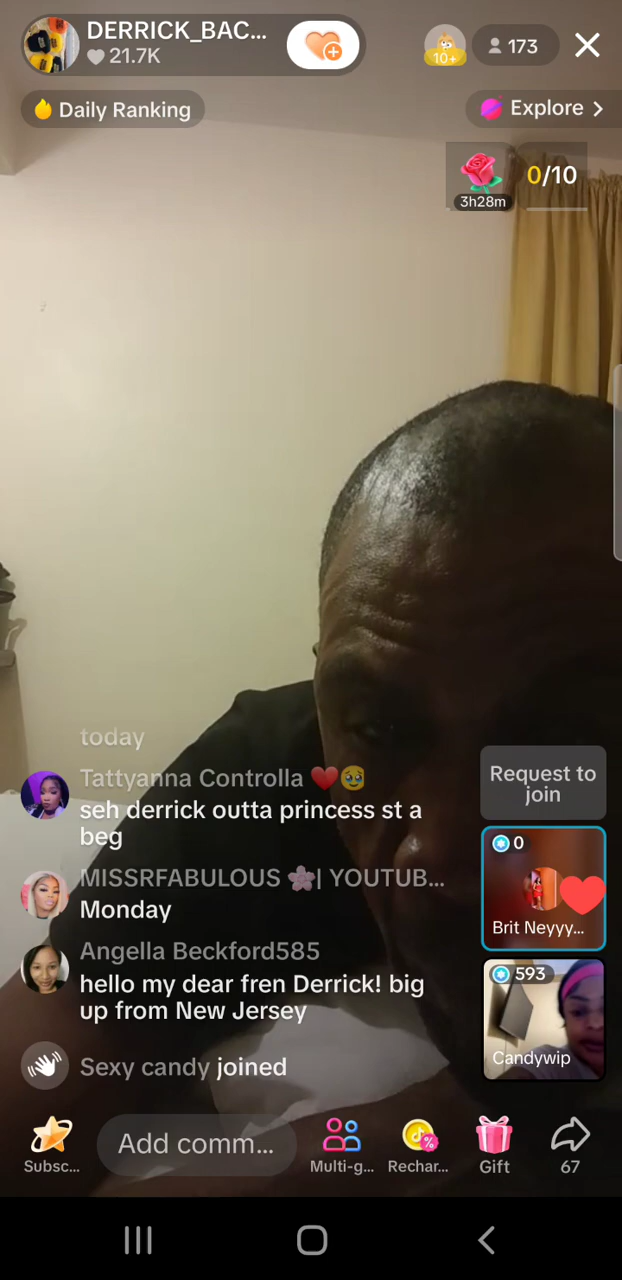 DERRICK_BAC...
21.7K
10+
173
Daily Ranking
Explore
3h28m
0/10
today
Tattyanna Controlla ❤️🥹
seh derrick outta princess st a
beg
MISSRFABULOUS 🌸| YOUTUB...
Monday
Angella Beckford585
hello my dear fren Derrick! big
up from New Jersey
Sexy candy joined
Request to
join
0
Brit Neyyy...
593
Candywip
Subsc...
Add comm...
Multi-g...
Rechar...
Gift
67